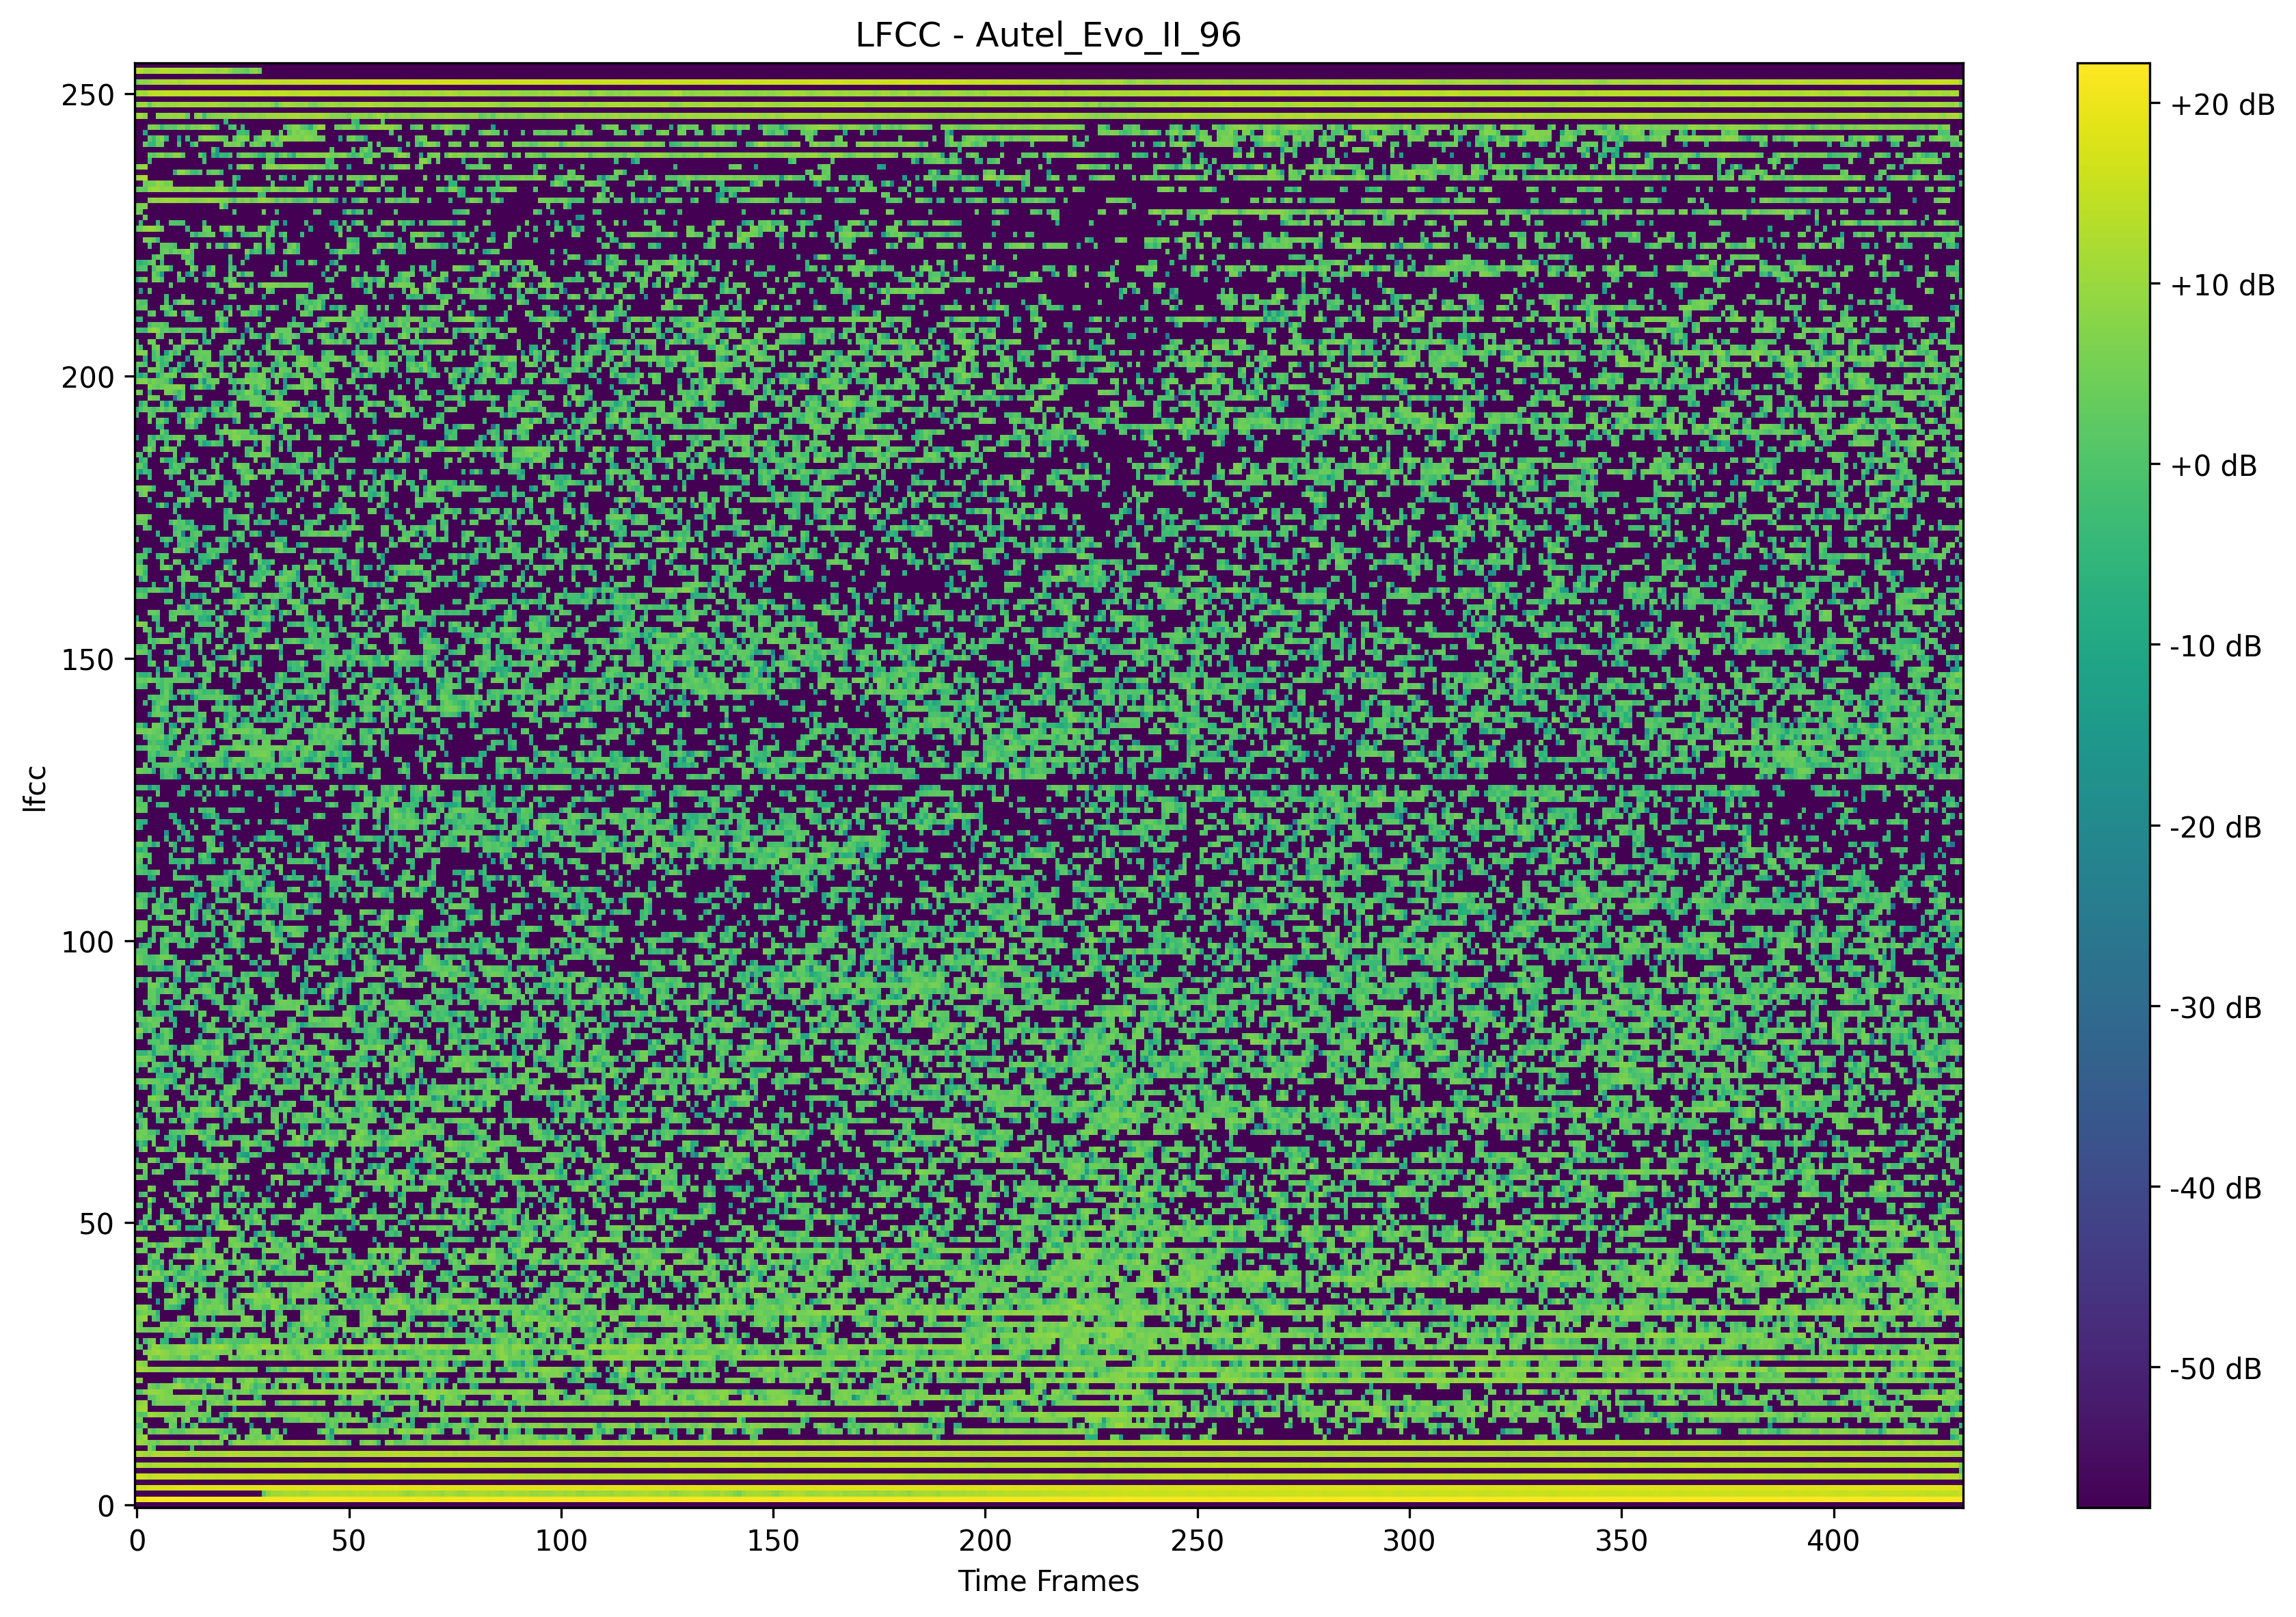 LFCC - Autel_Evo_II_96
250
200
150
100
50
0
lfcc
0 50 100 150 200 250 300 350 400
Time Frames
+20 dB
+10 dB
+0 dB
-10 dB
-20 dB
-30 dB
-40 dB
-50 dB